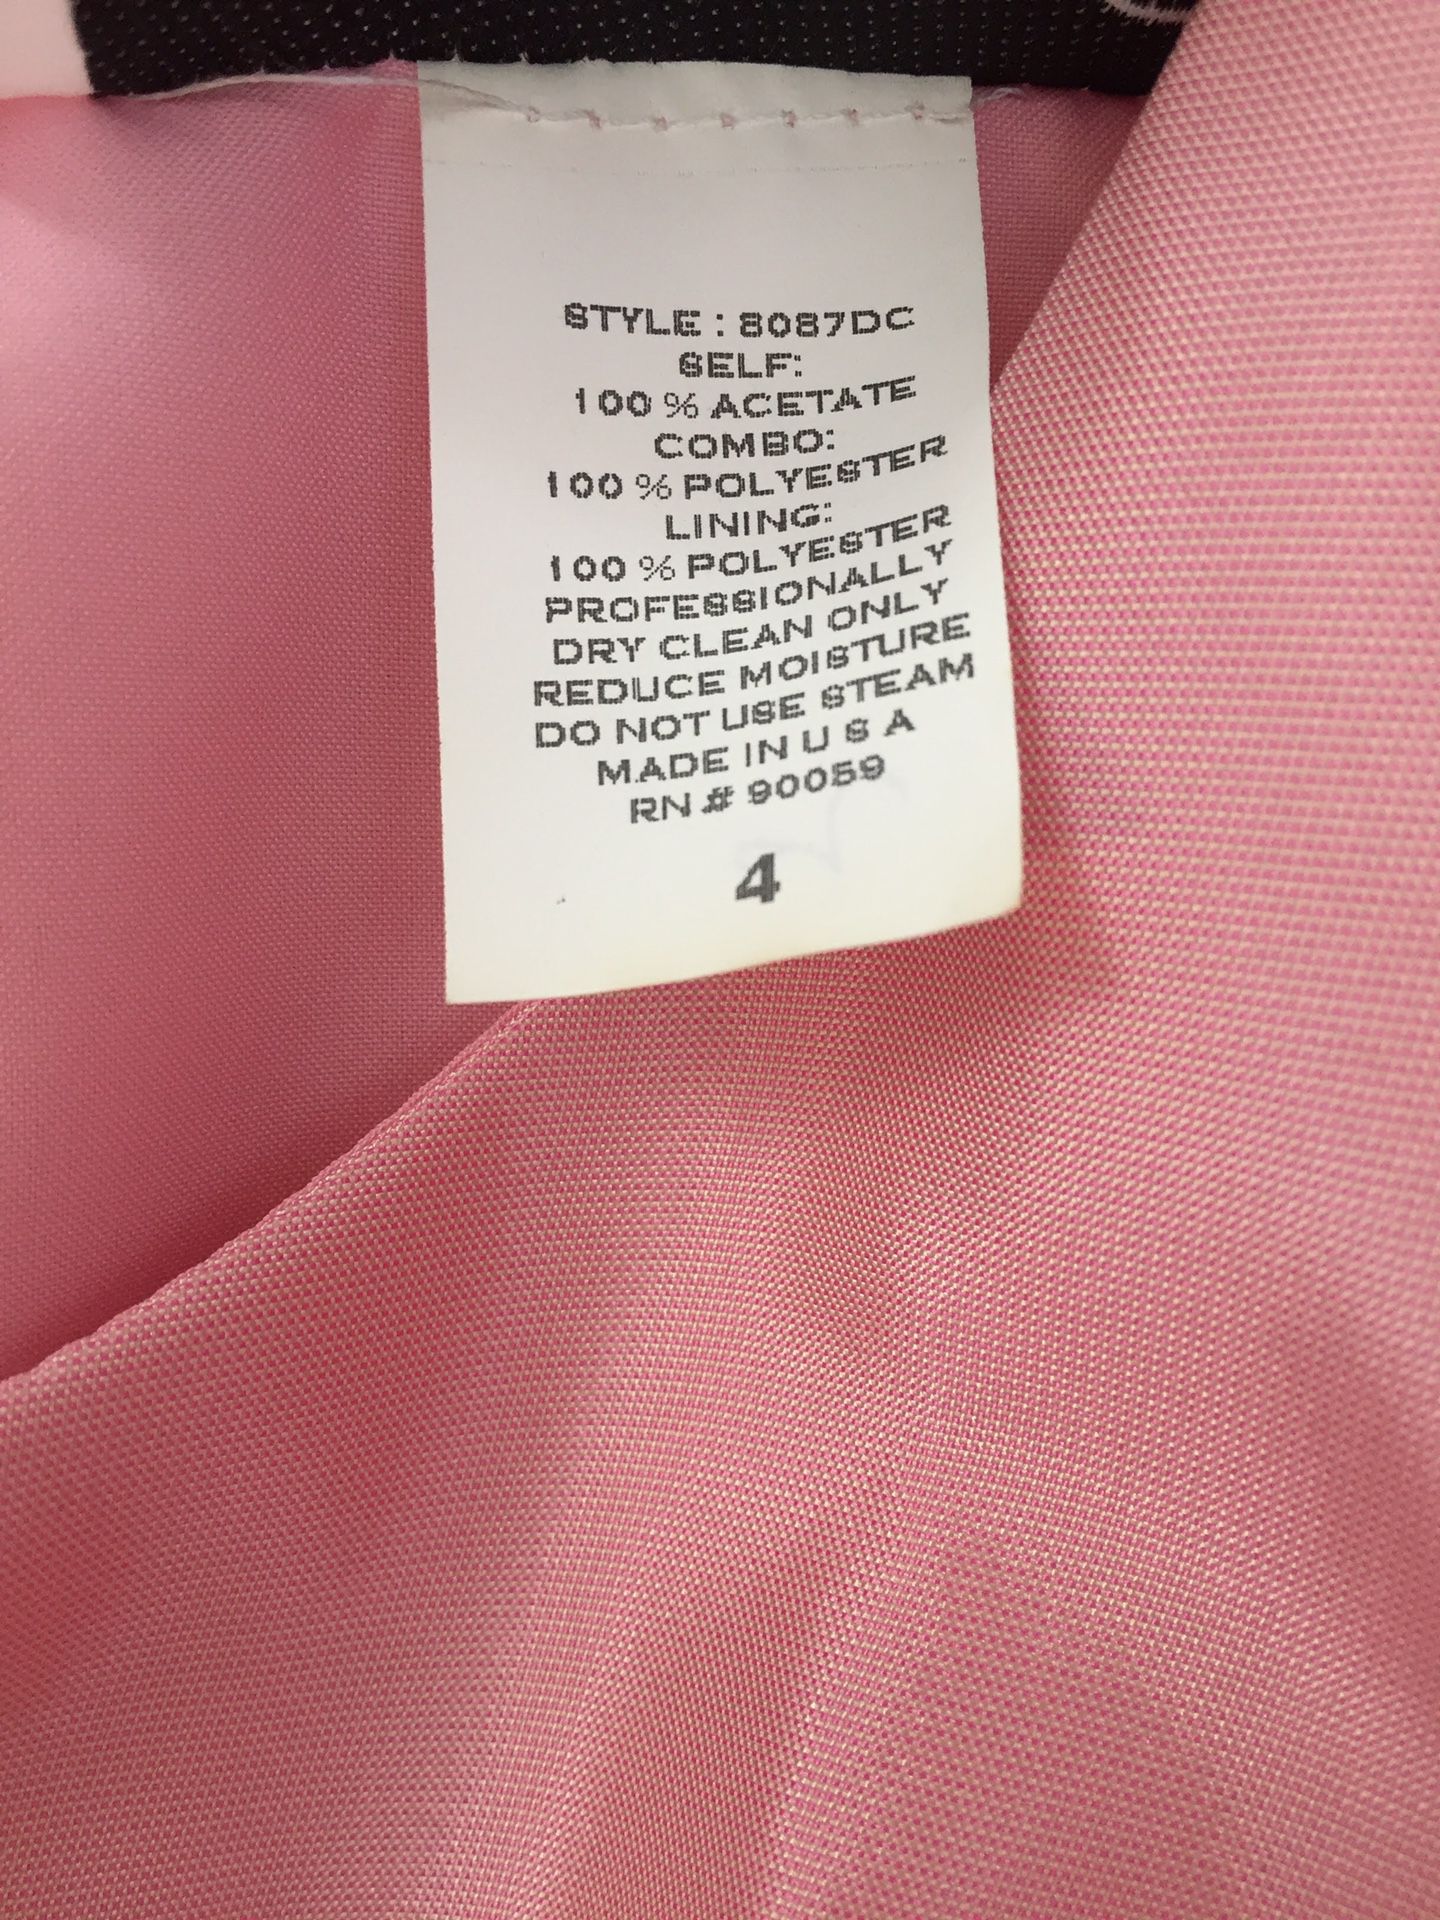 STYLE : 8087DC
SELF:
100 % ACETATE
COMBO:
100 % POLYESTER
LINING:
100 % POLYESTER
PROFESSIONALLY
DRY CLEAN ONLY
REDUCE MOISTURE
DO NOT USE STEAM
MADE IN U S A
RN # 90059
4